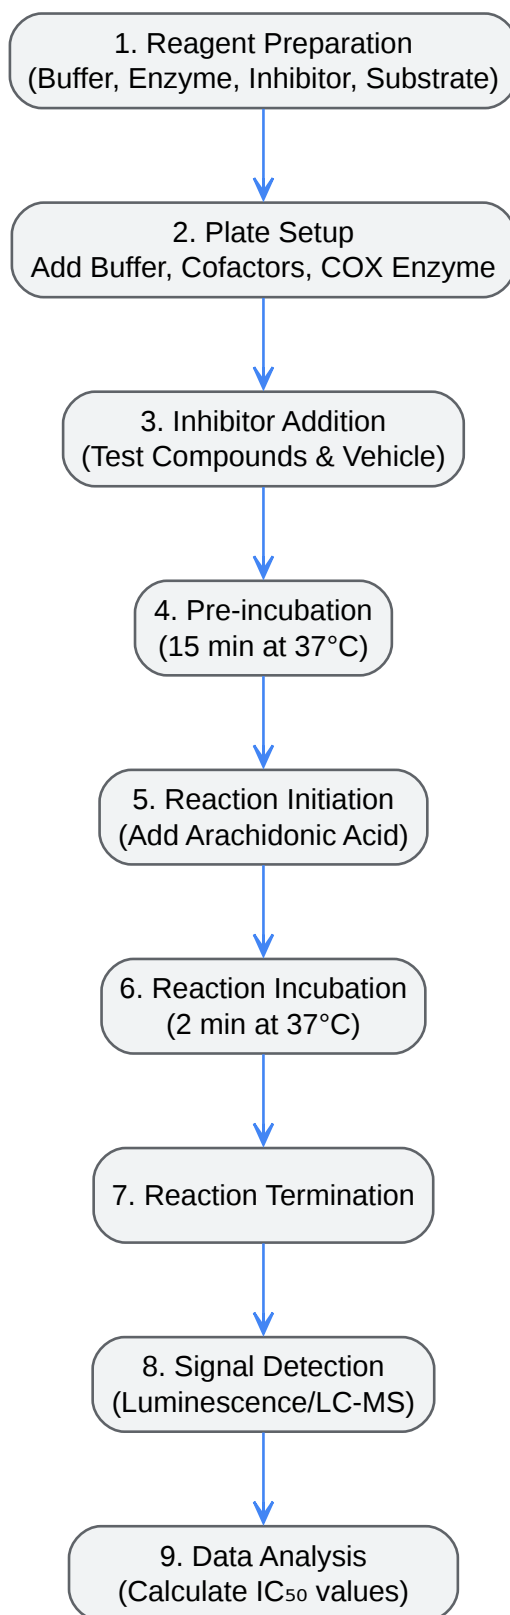 1. Reagent Preparation
(Buffer, Enzyme, Inhibitor, Substrate)
2. Plate Setup
Add Buffer, Cofactors, COX Enzyme
3. Inhibitor Addition
(Test Compounds & Vehicle)
4. Pre-incubation
(15 min at 37°C)
5. Reaction Initiation
(Add Arachidonic Acid)
6. Reaction Incubation
(2 min at 37°C)
7. Reaction Termination
8. Signal Detection
(Luminescence/LC-MS)
9. Data Analysis
(Calculate IC₅₀ values)